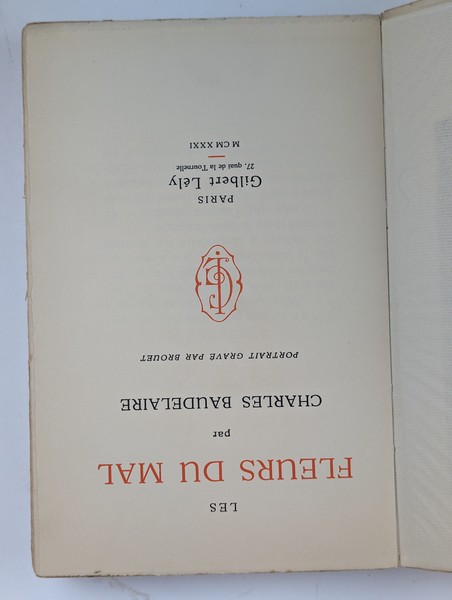 LES
FLEURS DU MAL
par
CHARLES BAUDELAIRE
PORTRAIT GRAVÉ PAR BROUET
PARIS
Gilbert Lély
27, quai de la Tournelle
M CM XXXI